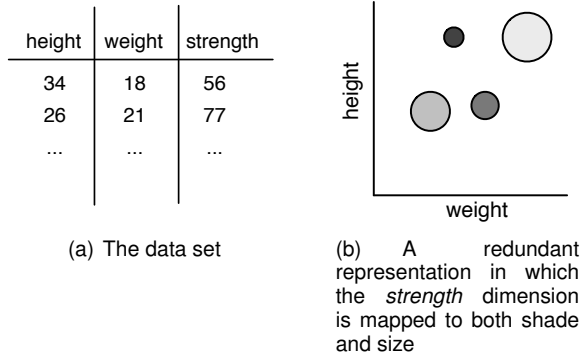 height weight strength
34 18 56
26 21 77
... ... ...
(a) The data set
height
weight
(b) A redundant
representation in which
the strength dimension
is mapped to both shade
and size